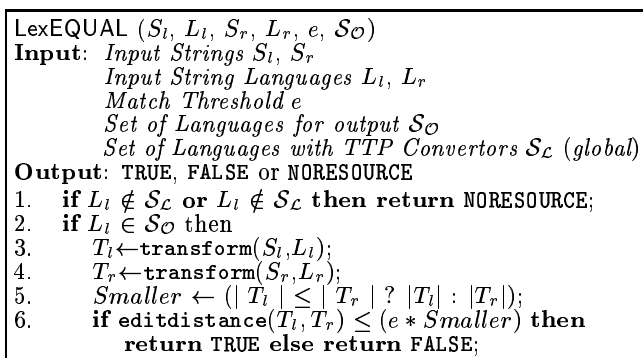 LexEQUAL (S_l, L_l, S_r, L_r, e, S_O)
Input: Input Strings S_l, S_r
Input String Languages L_l, L_r
Match Threshold e
Set of Languages for output S_O
Set of Languages with TTP Convertors S_L (global)
Output: TRUE, FALSE or NORESOURCE
1. if L_l ∉ S_L or L_l ∉ S_L then return NORESOURCE;
2. if L_l ∈ S_O then
3. T_l←transform(S_l,L_l);
4. T_r←transform(S_r,L_r);
5. Smaller ← (| T_l | ≤ | T_r | ? |T_l| : |T_r|);
6. if editdistance(T_l,T_r) ≤ (e * Smaller) then
return TRUE else return FALSE;